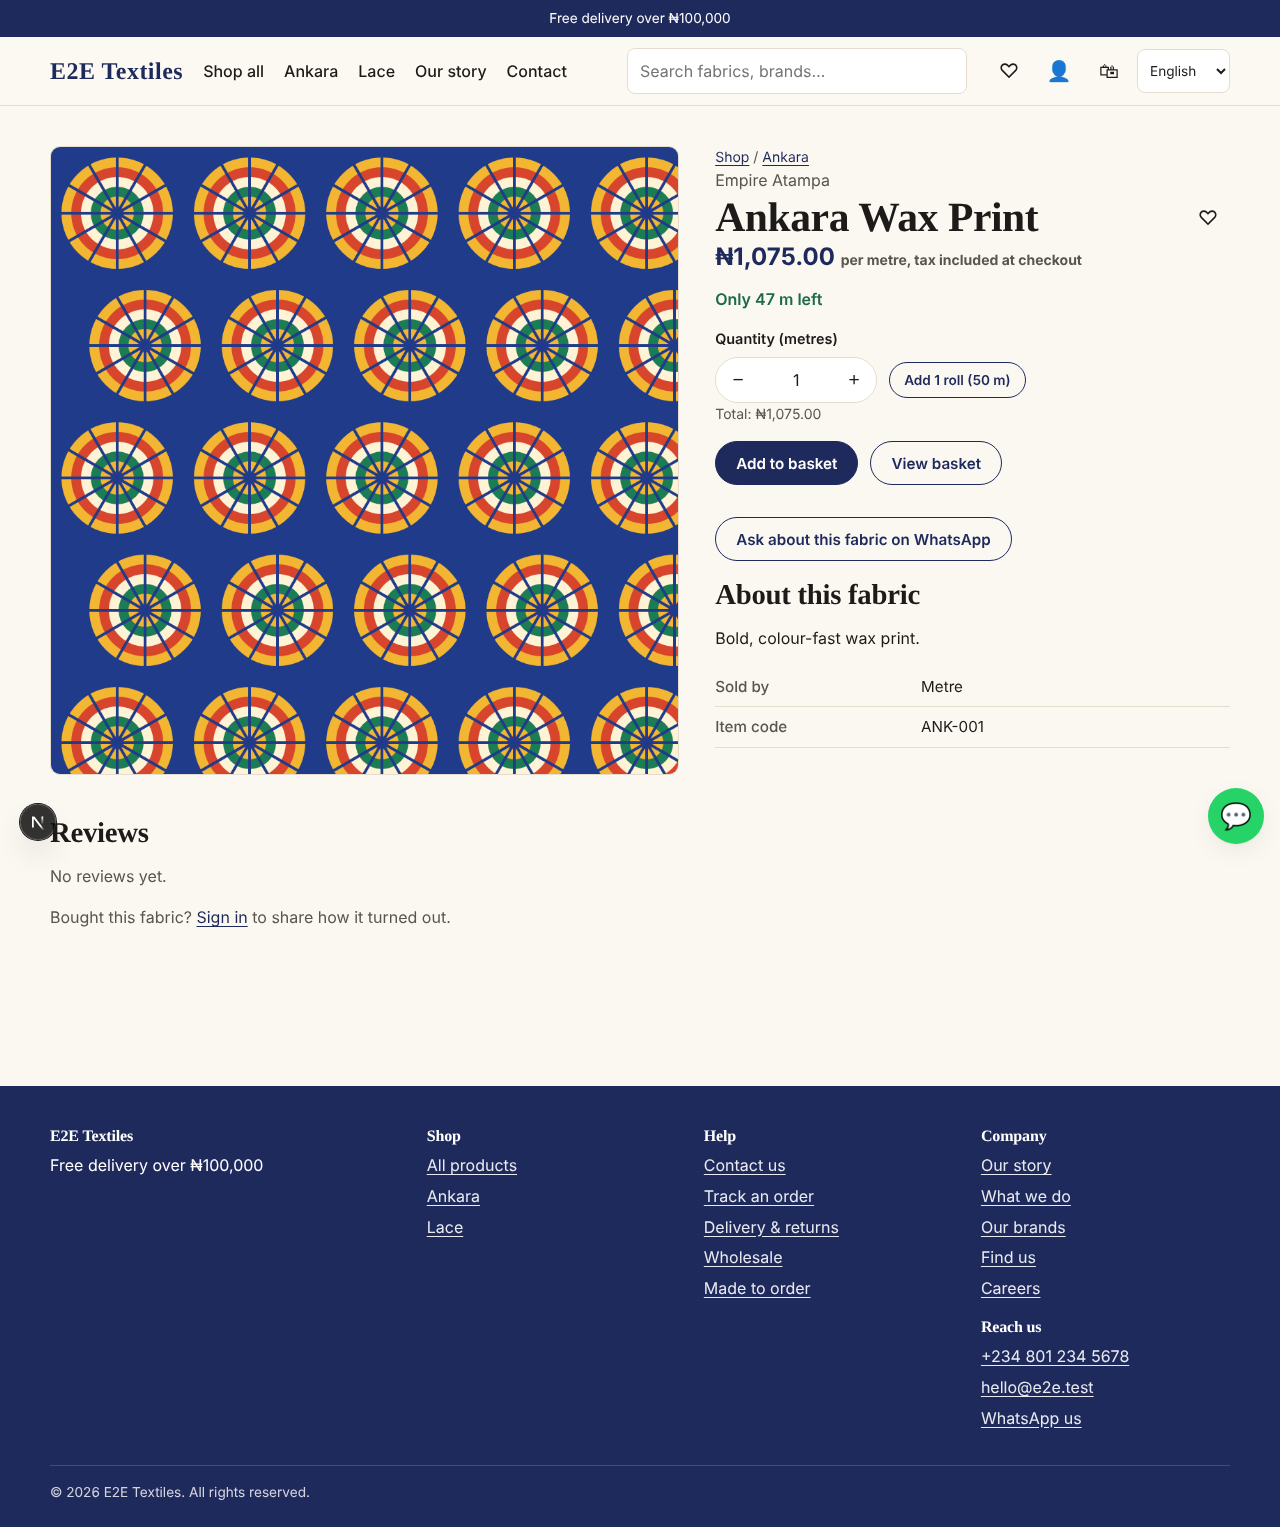 Free delivery over ₦100,000
E2E Textiles
Shop all
Ankara
Lace
Our story
Contact
Search fabrics, brands...
English
Shop / Ankara
Empire Atampa
Ankara Wax Print
₦1,075.00 per metre, tax included at checkout
Only 47 m left
Quantity (metres)
− 1 +
Add 1 roll (50 m)
Total: ₦1,075.00
Add to basket
View basket
Ask about this fabric on WhatsApp
About this fabric
Bold, colour-fast wax print.
Sold by Metre
Item code ANK-001
N
Reviews
No reviews yet.
Bought this fabric? Sign in to share how it turned out.
E2E Textiles
Free delivery over ₦100,000
Shop
All products
Ankara
Lace
Help
Contact us
Track an order
Delivery & returns
Wholesale
Made to order
Company
Our story
What we do
Our brands
Find us
Careers
Reach us
+234 801 234 5678
hello@e2e.test
WhatsApp us
© 2026 E2E Textiles. All rights reserved.